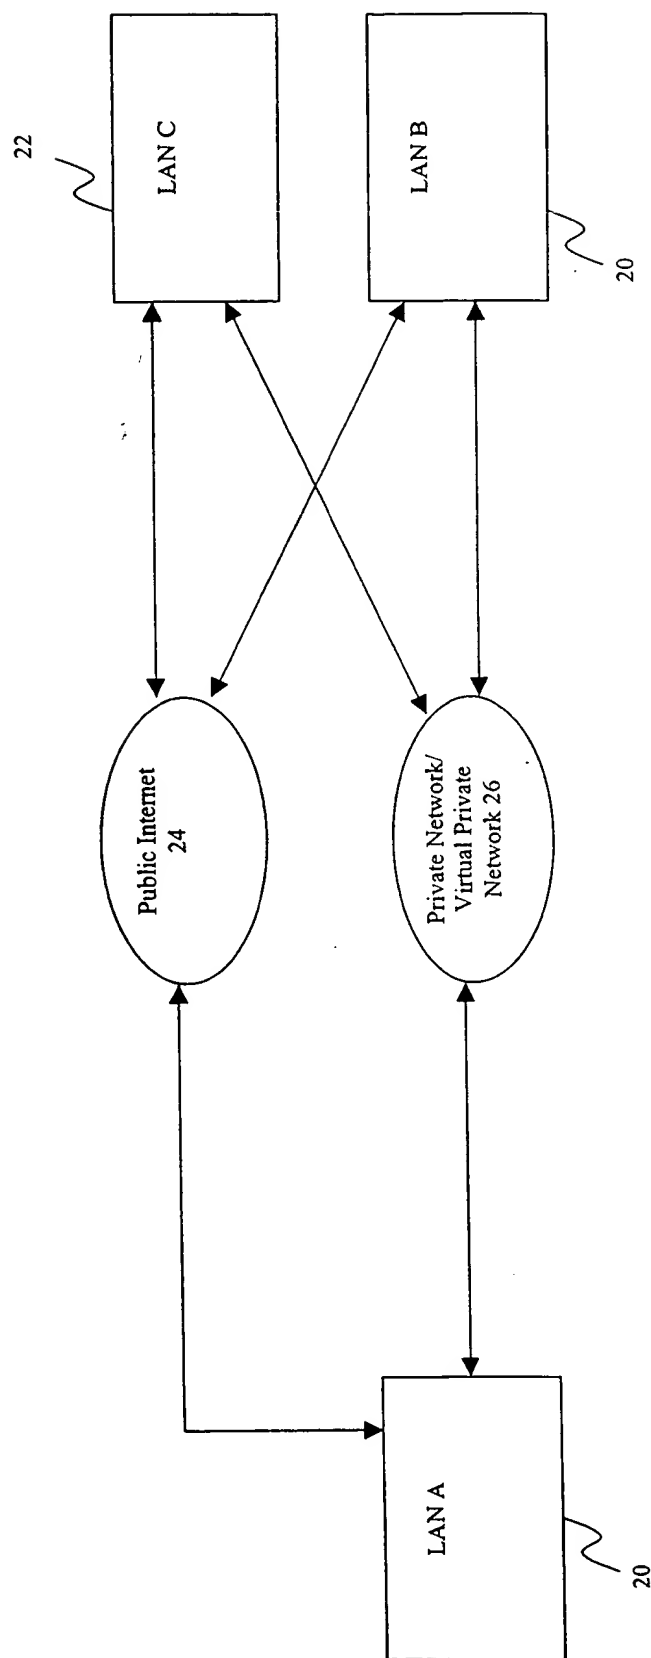 22
LAN C
LAN B
20
Public Internet
24
Private Network/
Virtual Private
Network 26
LAN A
20